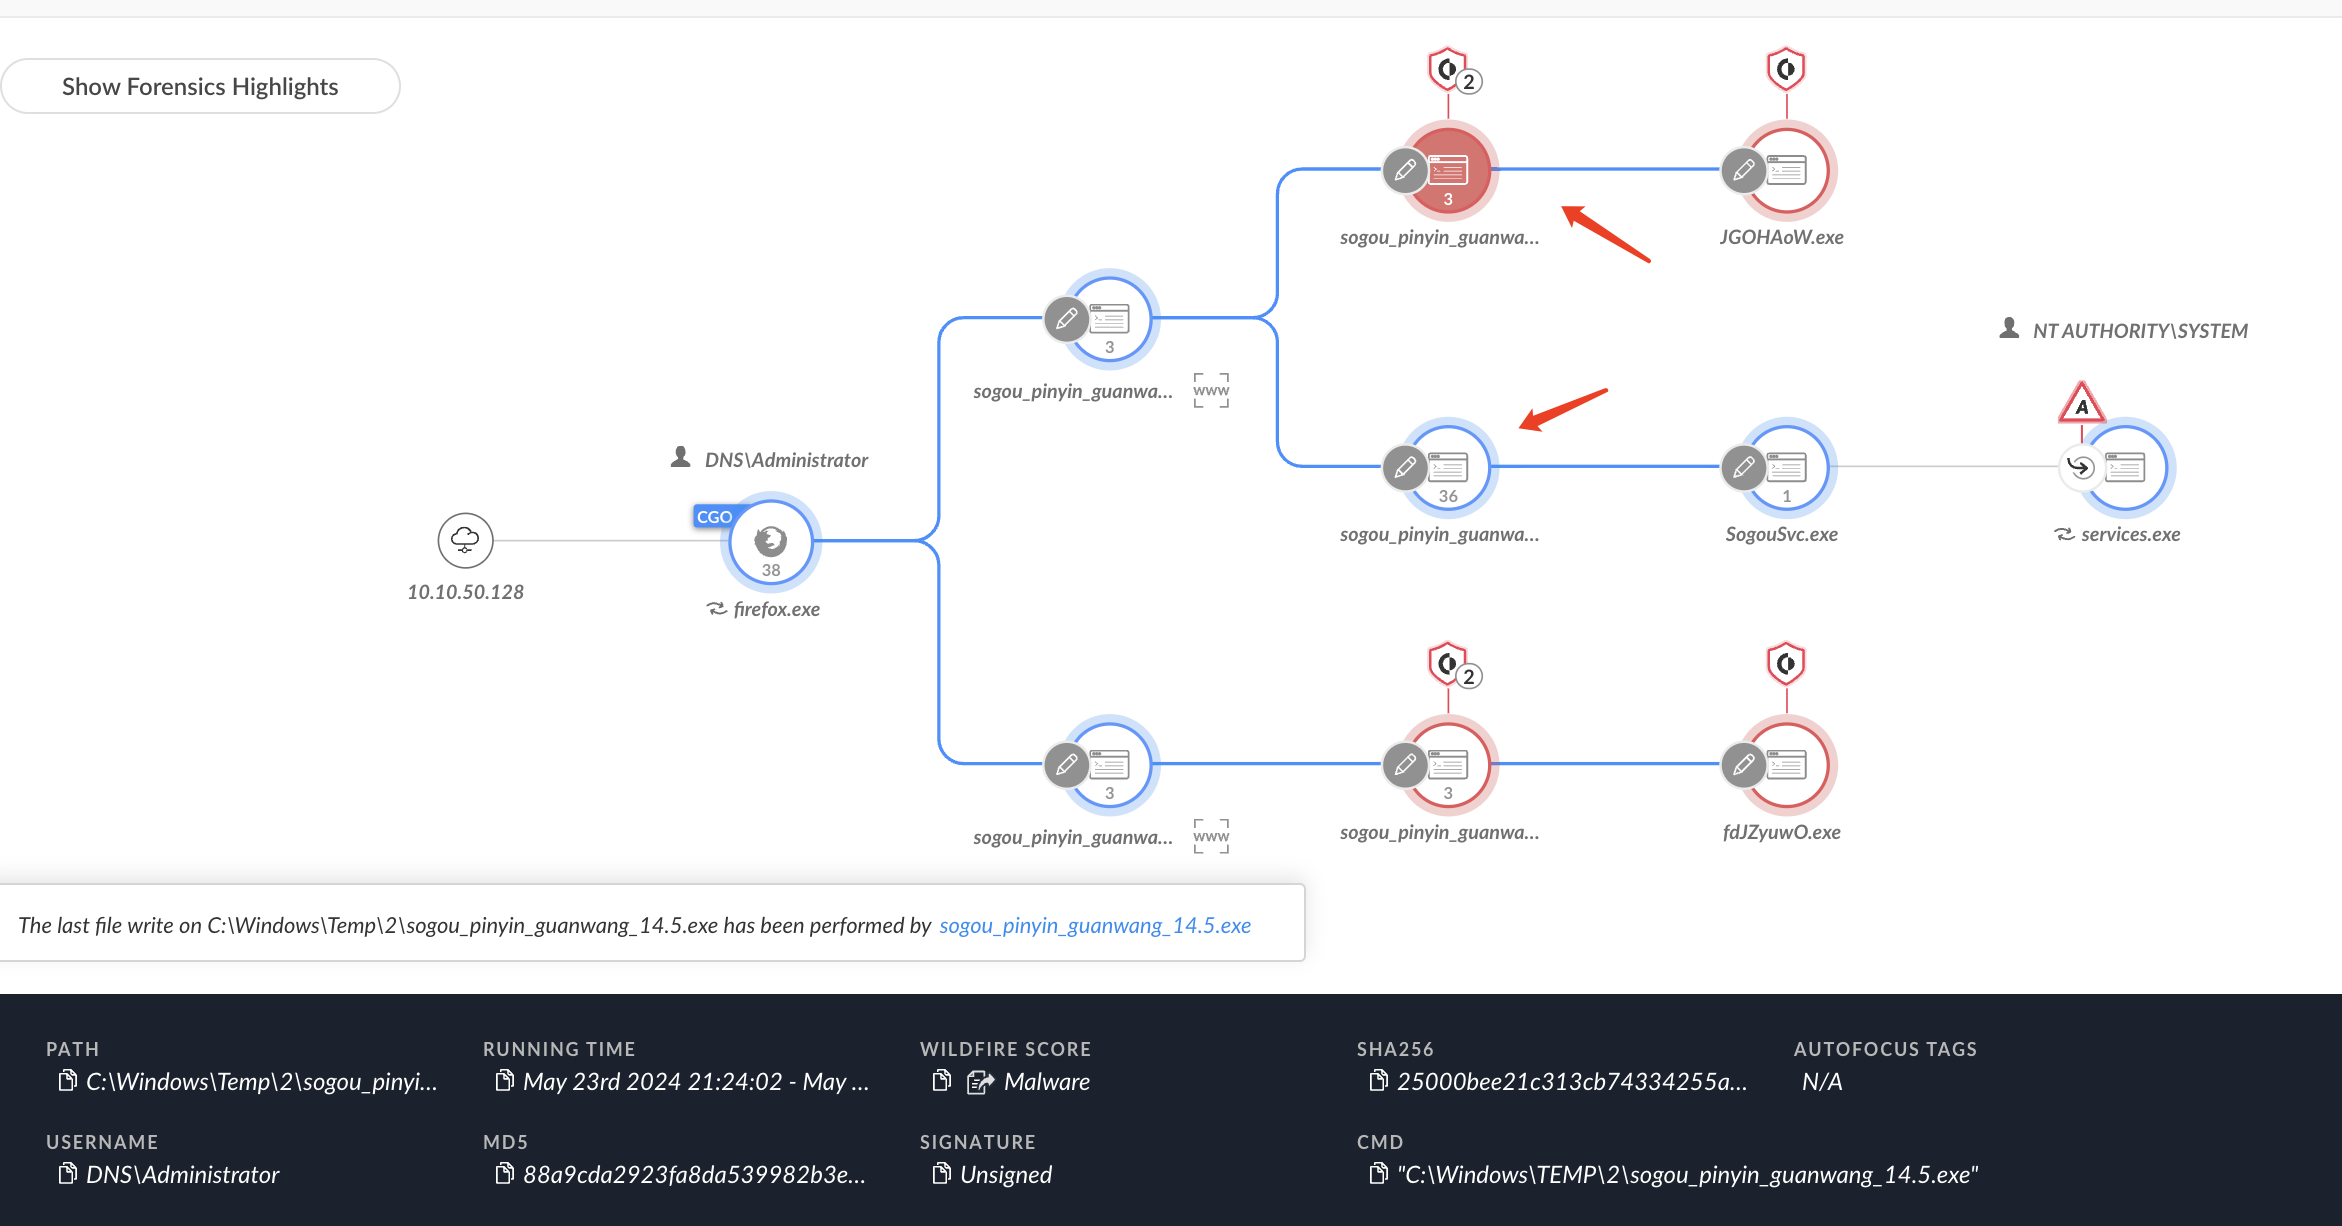 Show Forensics Highlights
2
3
sogou_pinyin_guanwa...
JGOHAoW.exe
3
sogou_pinyin_guanwa...
www
NT AUTHORITY\SYSTEM
A
36
sogou_pinyin_guanwa...
1
SogouSvc.exe
services.exe
DNS\Administrator
CGO
38
firefox.exe
10.10.50.128
2
3
sogou_pinyin_guanwa...
www
3
sogou_pinyin_guanwa...
fdJZyuwO.exe
The last file write on C:\Windows\Temp\2\sogou_pinyin_guanwang_14.5.exe has been performed by sogou_pinyin_guanwang_14.5.exe
PATH
C:\Windows\Temp\2\sogou_pinyi...
RUNNING TIME
May 23rd 2024 21:24:02 - May ...
WILDFIRE SCORE
Malware
SHA256
25000bee21c313cb74334255a...
AUTOFOCUS TAGS
N/A
USERNAME
DNS\Administrator
MD5
88a9cda2923fa8da539982b3e...
SIGNATURE
Unsigned
CMD
"C:\Windows\TEMP\2\sogou_pinyin_guanwang_14.5.exe"